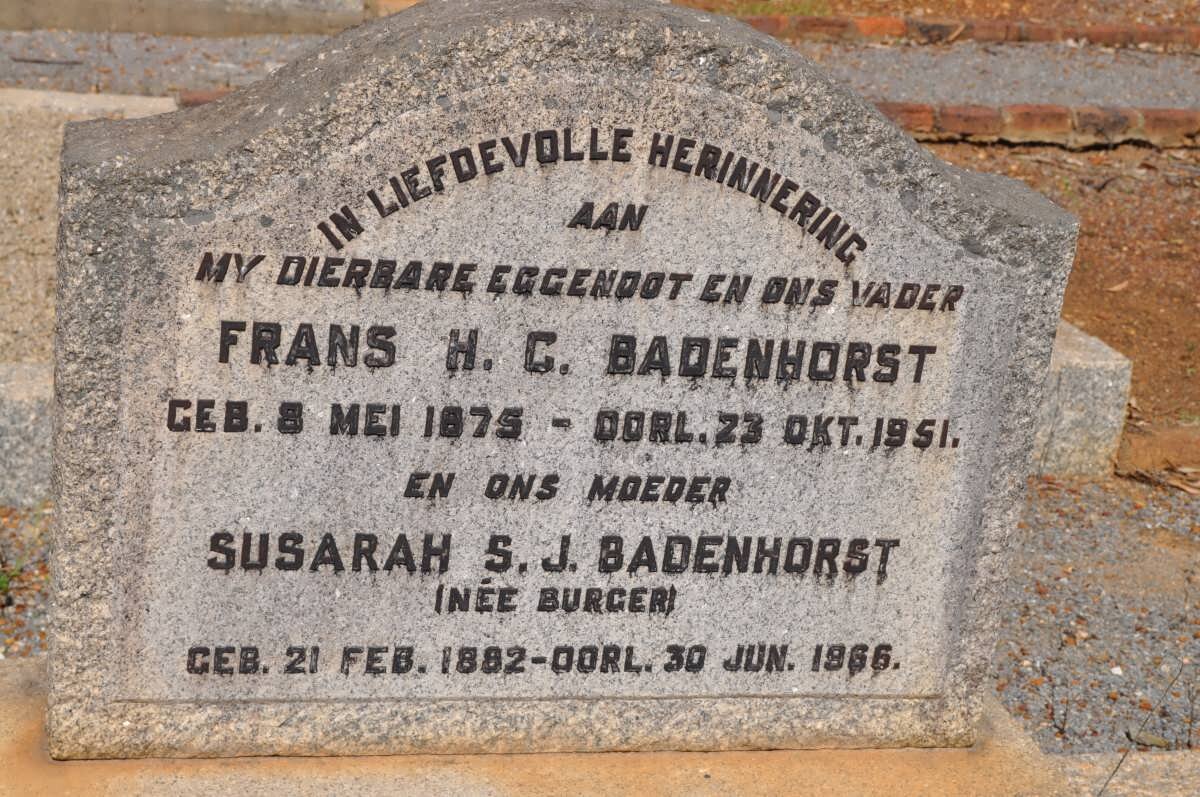 IN LIEFDEVOLLE HERINNERING
AAN
MY DIERBARE EGGENOOT EN ONS VADER
FRANS H. G. BADENHORST
GEB. 8 MEI 1875 - OORL. 23 OKT. 1951.
EN ONS MOEDER
SUSARAH S. J. BADENHORST
(NÉE BURGER)
GEB. 21 FEB. 1882-OORL. 30 JUN. 1966.